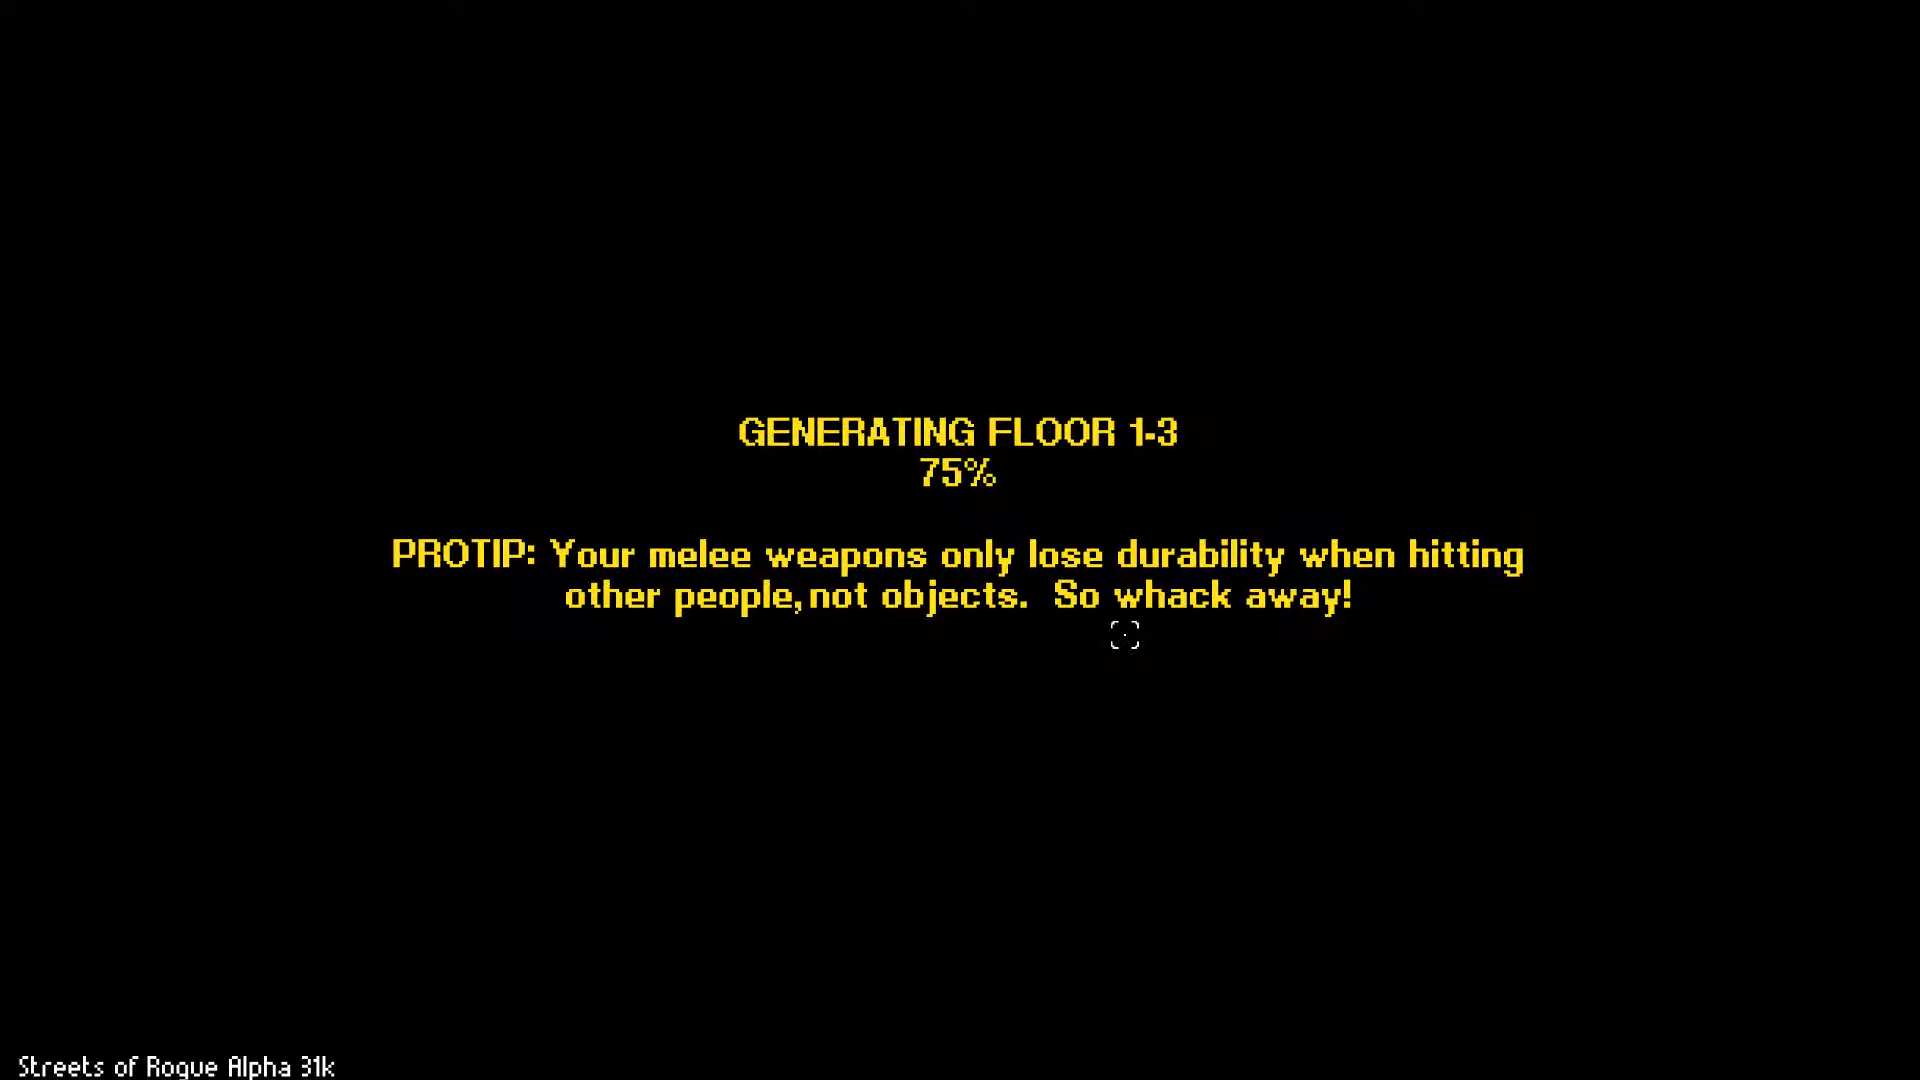 GENERATING FLOOR 1-3
75%
PROTIP: Your melee weapons only lose durability when hitting
other people, not objects.  So whack away!
Streets of Rogue Alpha 31k